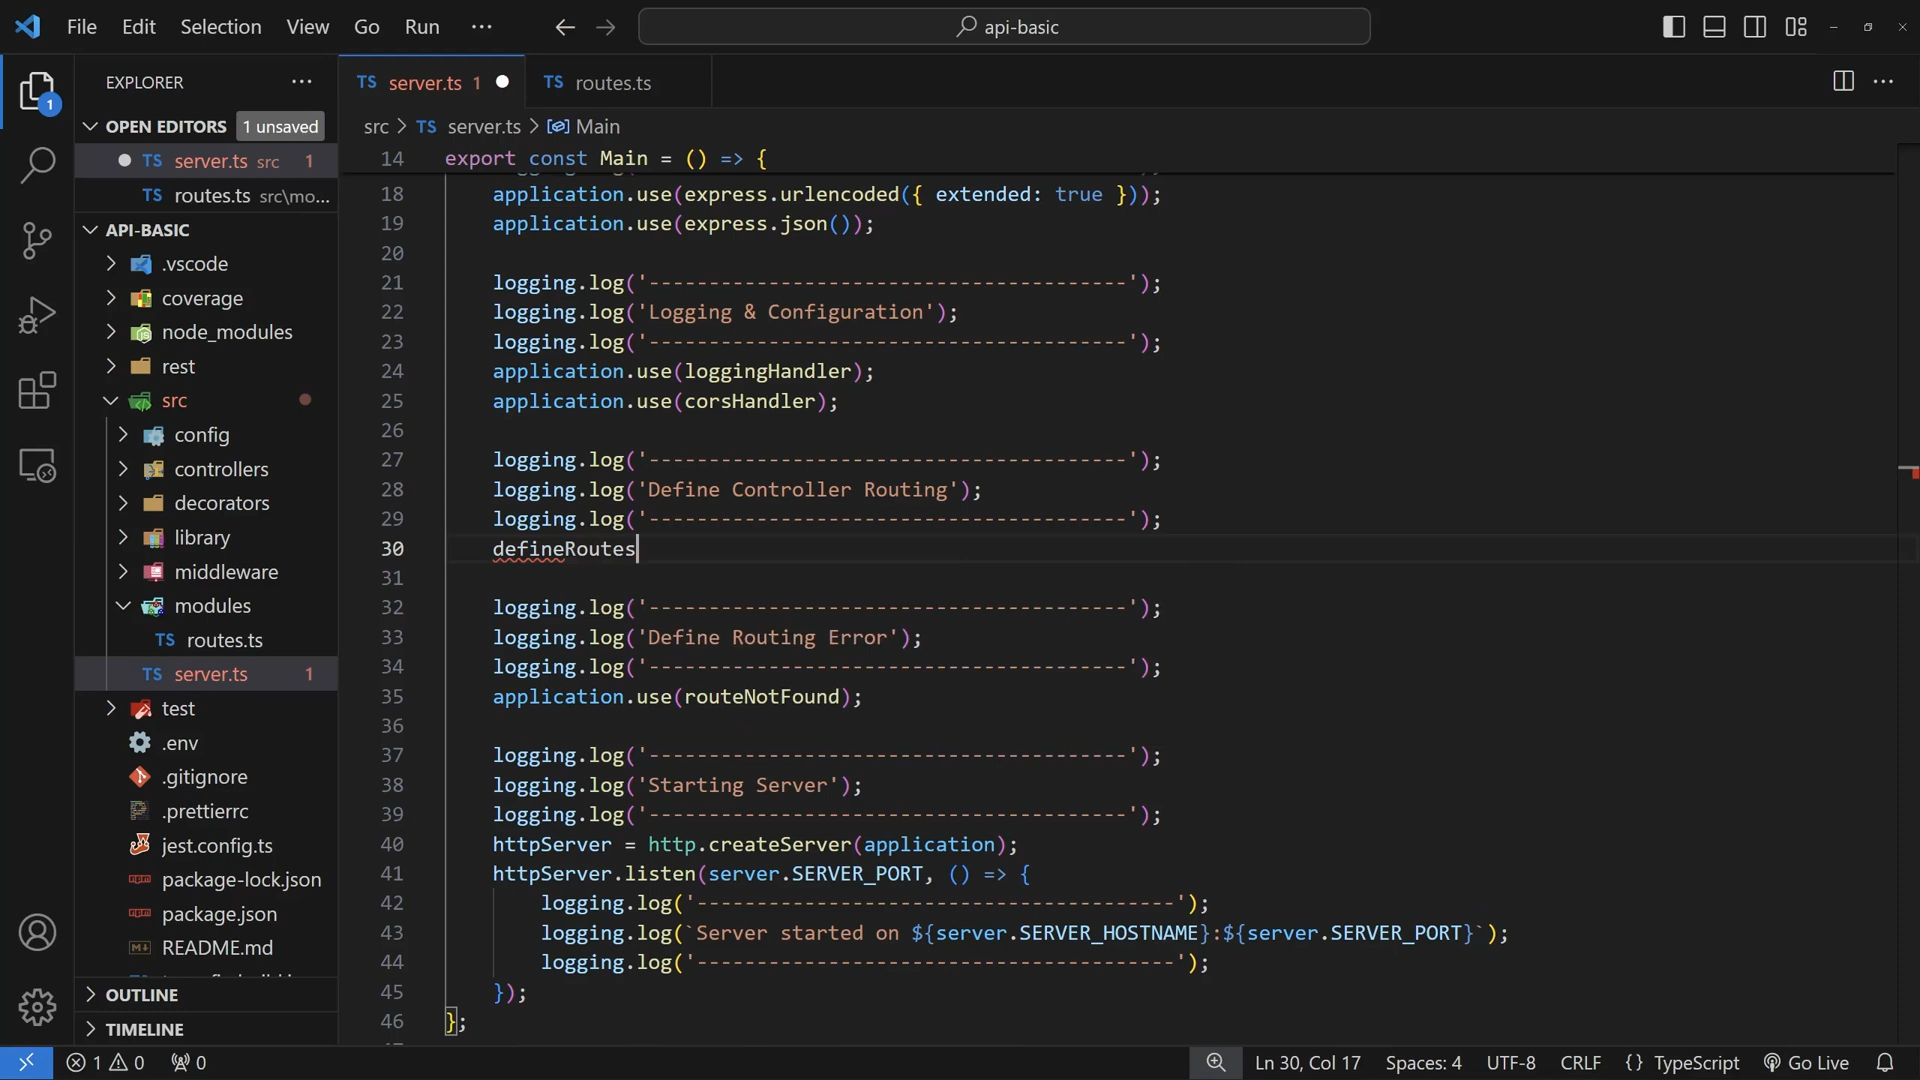 File Edit Selection View Go Run ··· api-basic
EXPLORER ···
TS server.ts 1 TS routes.ts
OPEN EDITORS 1 unsaved
TS server.ts src 1
TS routes.ts src\mo...
API-BASIC
.vscode
coverage
node_modules
rest
src
config
controllers
decorators
library
middleware
modules
TS routes.ts
TS server.ts 1
test
.env
.gitignore
.prettierrc
jest.config.ts
package-lock.json
package.json
README.md
OUTLINE
TIMELINE
src > TS server.ts > Main
14 export const Main = () => {
18 application.use(express.urlencoded({ extended: true }));
19 application.use(express.json());
20
21 logging.log('----------------------------------------');
22 logging.log('Logging & Configuration');
23 logging.log('----------------------------------------');
24 application.use(loggingHandler);
25 application.use(corsHandler);
26
27 logging.log('----------------------------------------');
28 logging.log('Define Controller Routing');
29 logging.log('----------------------------------------');
30 defineRoutes
31
32 logging.log('----------------------------------------');
33 logging.log('Define Routing Error');
34 logging.log('----------------------------------------');
35 application.use(routeNotFound);
36
37 logging.log('----------------------------------------');
38 logging.log('Starting Server');
39 logging.log('----------------------------------------');
40 httpServer = http.createServer(application);
41 httpServer.listen(server.SERVER_PORT, () => {
42 logging.log('----------------------------------------');
43 logging.log(`Server started on ${server.SERVER_HOSTNAME}:${server.SERVER_PORT}`);
44 logging.log('----------------------------------------');
45 });
46 };
1 0 0 Ln 30, Col 17 Spaces: 4 UTF-8 CRLF {} TypeScript Go Live